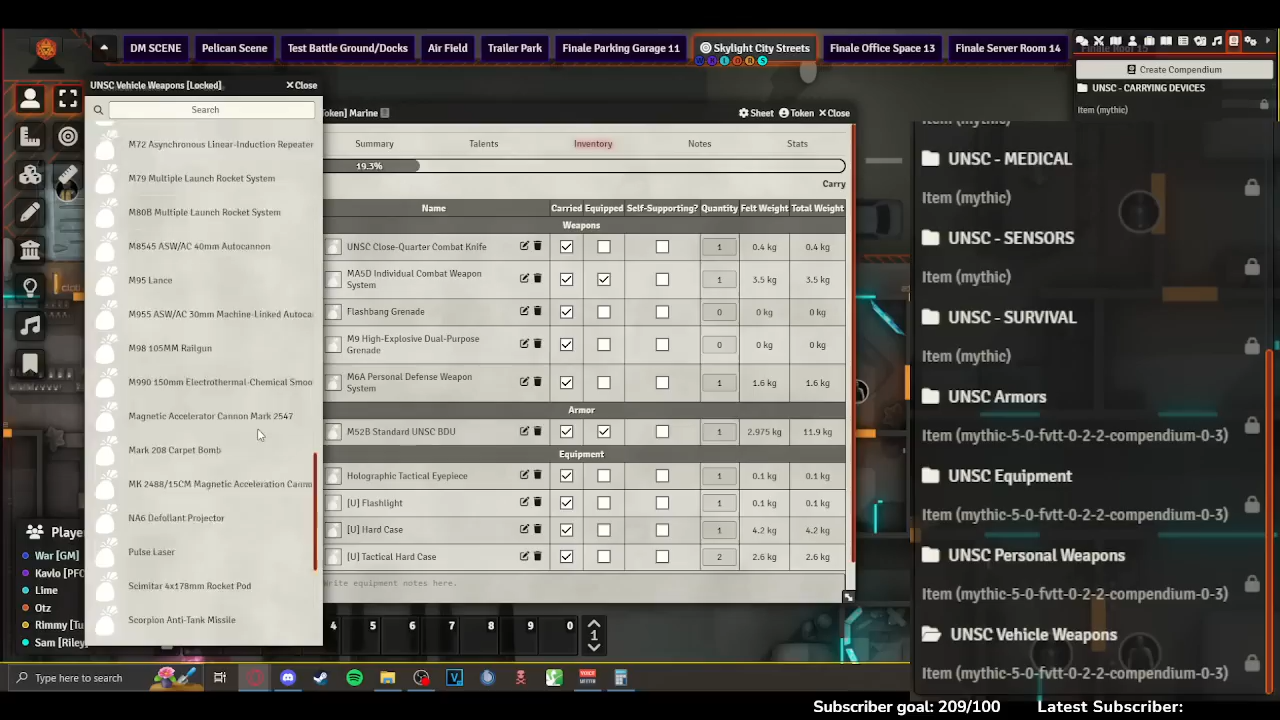 DM SCENE
Pelican Scene
Test Battle Ground/Docks
Air Field
Trailer Park
Finale Parking Garage 11
Skylight City Streets
Finale Office Space 13
Finale Server Room 14
Create Compendium
UNSC - CARRYING DEVICES
Item (mythic)
UNSC Vehicle Weapons [Locked]
Close
Search
M72 Asynchronous Linear-Induction Repeater
M79 Multiple Launch Rocket System
M80B Multiple Launch Rocket System
M8545 ASW/AC 40mm Autocannon
M95 Lance
M955 ASW/AC 30mm Machine-Linked Autoca
M98 105MM Railgun
M990 150mm Electrothermal-Chemical Smoo
Magnetic Accelerator Cannon Mark 2547
Mark 208 Carpet Bomb
MK 2488/15CM Magnetic Acceleration Canno
NA6 Defoliant Projector
Pulse Laser
Scimitar 4x178mm Rocket Pod
Scorpion Anti-Tank Missile
Token] Marine
Sheet
Token
Close
Summary
Talents
Inventory
Notes
Stats
19.3%
Carry
Name Carried Equipped Self-Supporting? Quantity Felt Weight Total Weight
Weapons
UNSC Close-Quarter Combat Knife 1 0.4 kg 0.4 kg
MA5D Individual Combat Weapon
System 1 3.5 kg 3.5 kg
Flashbang Grenade 0 0 kg 0 kg
M9 High-Explosive Dual-Purpose
Grenade 0 0 kg 0 kg
M6A Personal Defense Weapon
System 1 1.6 kg 1.6 kg
Armor
M52B Standard UNSC BDU 1 2.975 kg 11.9 kg
Equipment
Holographic Tactical Eyepiece 1 0.1 kg 0.1 kg
[U] Flashlight 1 0.1 kg 0.1 kg
[U] Hard Case 1 4.2 kg 4.2 kg
[U] Tactical Hard Case 2 2.6 kg 2.6 kg
Write equipment notes here.
UNSC - MEDICAL
Item (mythic)
UNSC - SENSORS
Item (mythic)
UNSC - SURVIVAL
Item (mythic)
UNSC Armors
Item (mythic-5-0-fvtt-0-2-2-compendium-0-3)
UNSC Equipment
Item (mythic-5-0-fvtt-0-2-2-compendium-0-3)
UNSC Personal Weapons
Item (mythic-5-0-fvtt-0-2-2-compendium-0-3)
UNSC Vehicle Weapons
Item (mythic-5-0-fvtt-0-2-2-compendium-0-3)
Player
War [GM]
Kavlo [PFC
Lime
Otz
Rimmy [Tu
Sam [Riley
4 5 6 7 8 9 0
1
Type here to search
Subscriber goal: 209/100
Latest Subscriber: